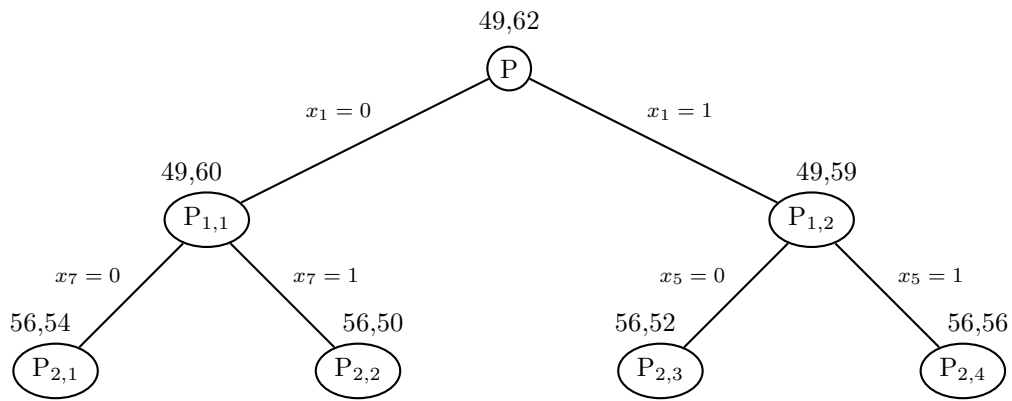 49,62
P
x₁ = 0
x₁ = 1
49,60
49,59
P₁,₁
P₁,₂
x₇ = 0
x₇ = 1
x₅ = 0
x₅ = 1
56,54
56,50
56,52
56,56
P₂,₁
P₂,₂
P₂,₃
P₂,₄